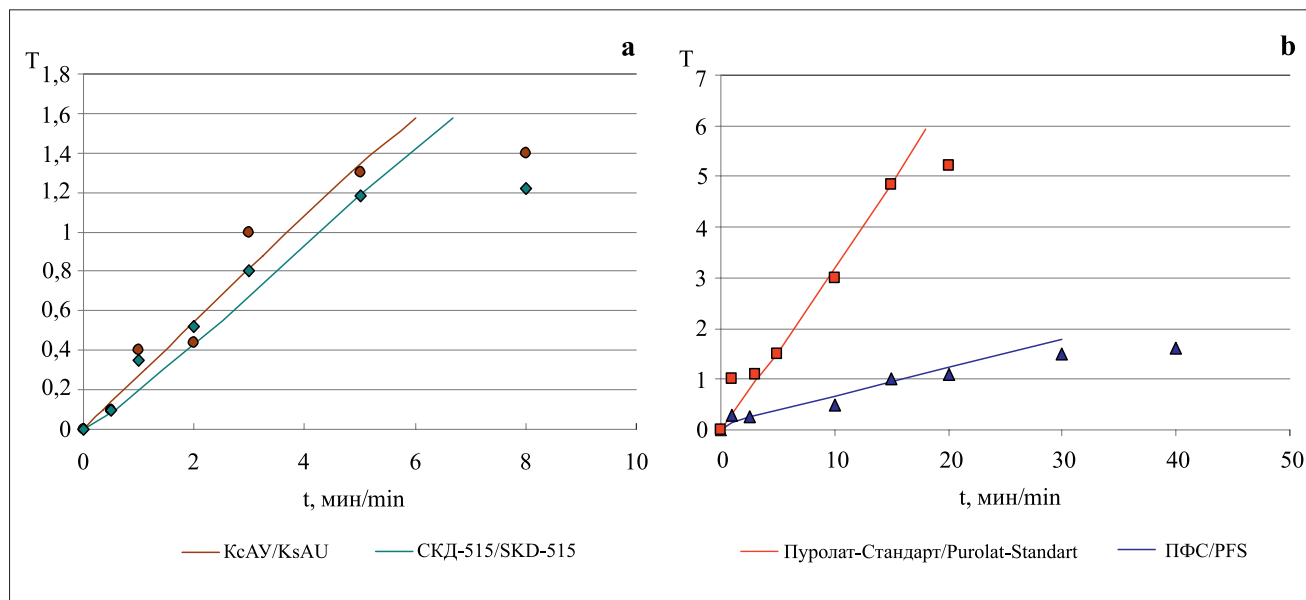 a
T
1,8
1,6
1,4
1,2
1
0,8
0,6
0,4
0,2
0
0 2 4 6 8 10
t, мин/min
КсАУ/KsAU СКД-515/SKD-515
b
T
7
6
5
4
3
2
1
0
0 10 20 30 40 50
t, мин/min
Пуролат-Стандарт/Purolat-Standart ПФС/PFS